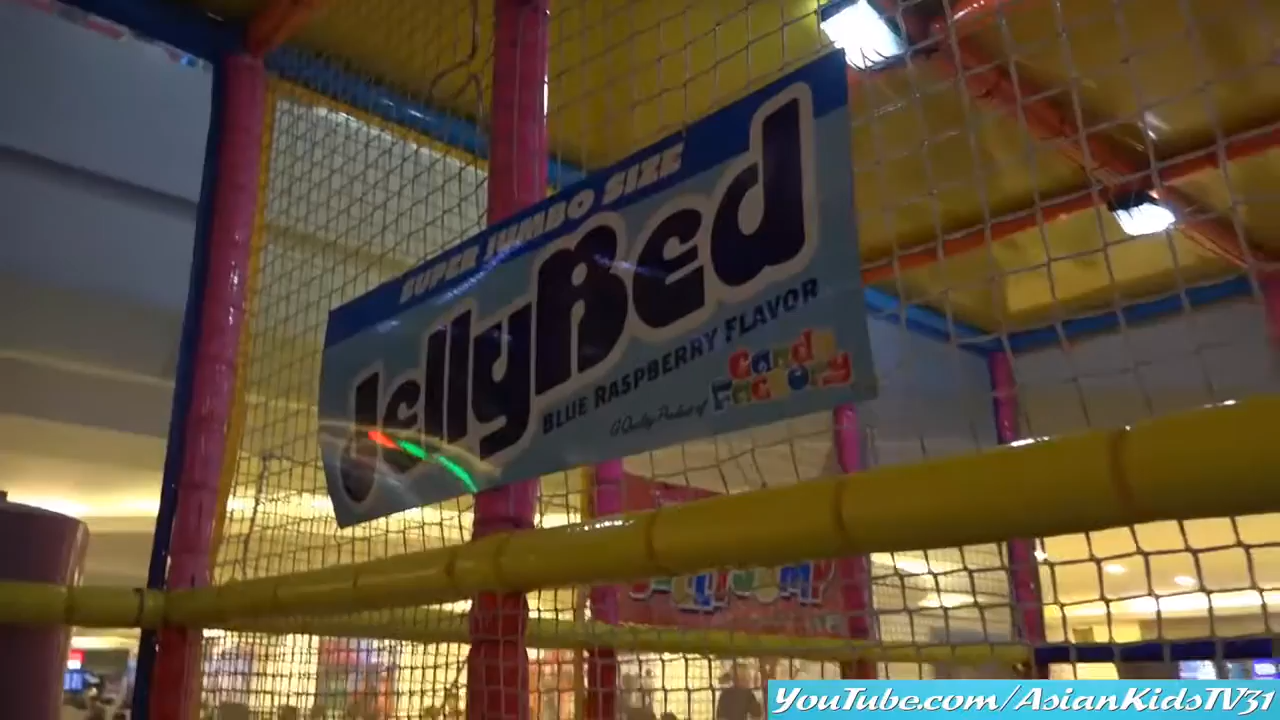 SUPER JUMBO SIZE
JellyBed
BLUE RASPBERRY FLAVOR
A Quality Product of
Candy
Factory
YouTube.com/AsianKidsTV31